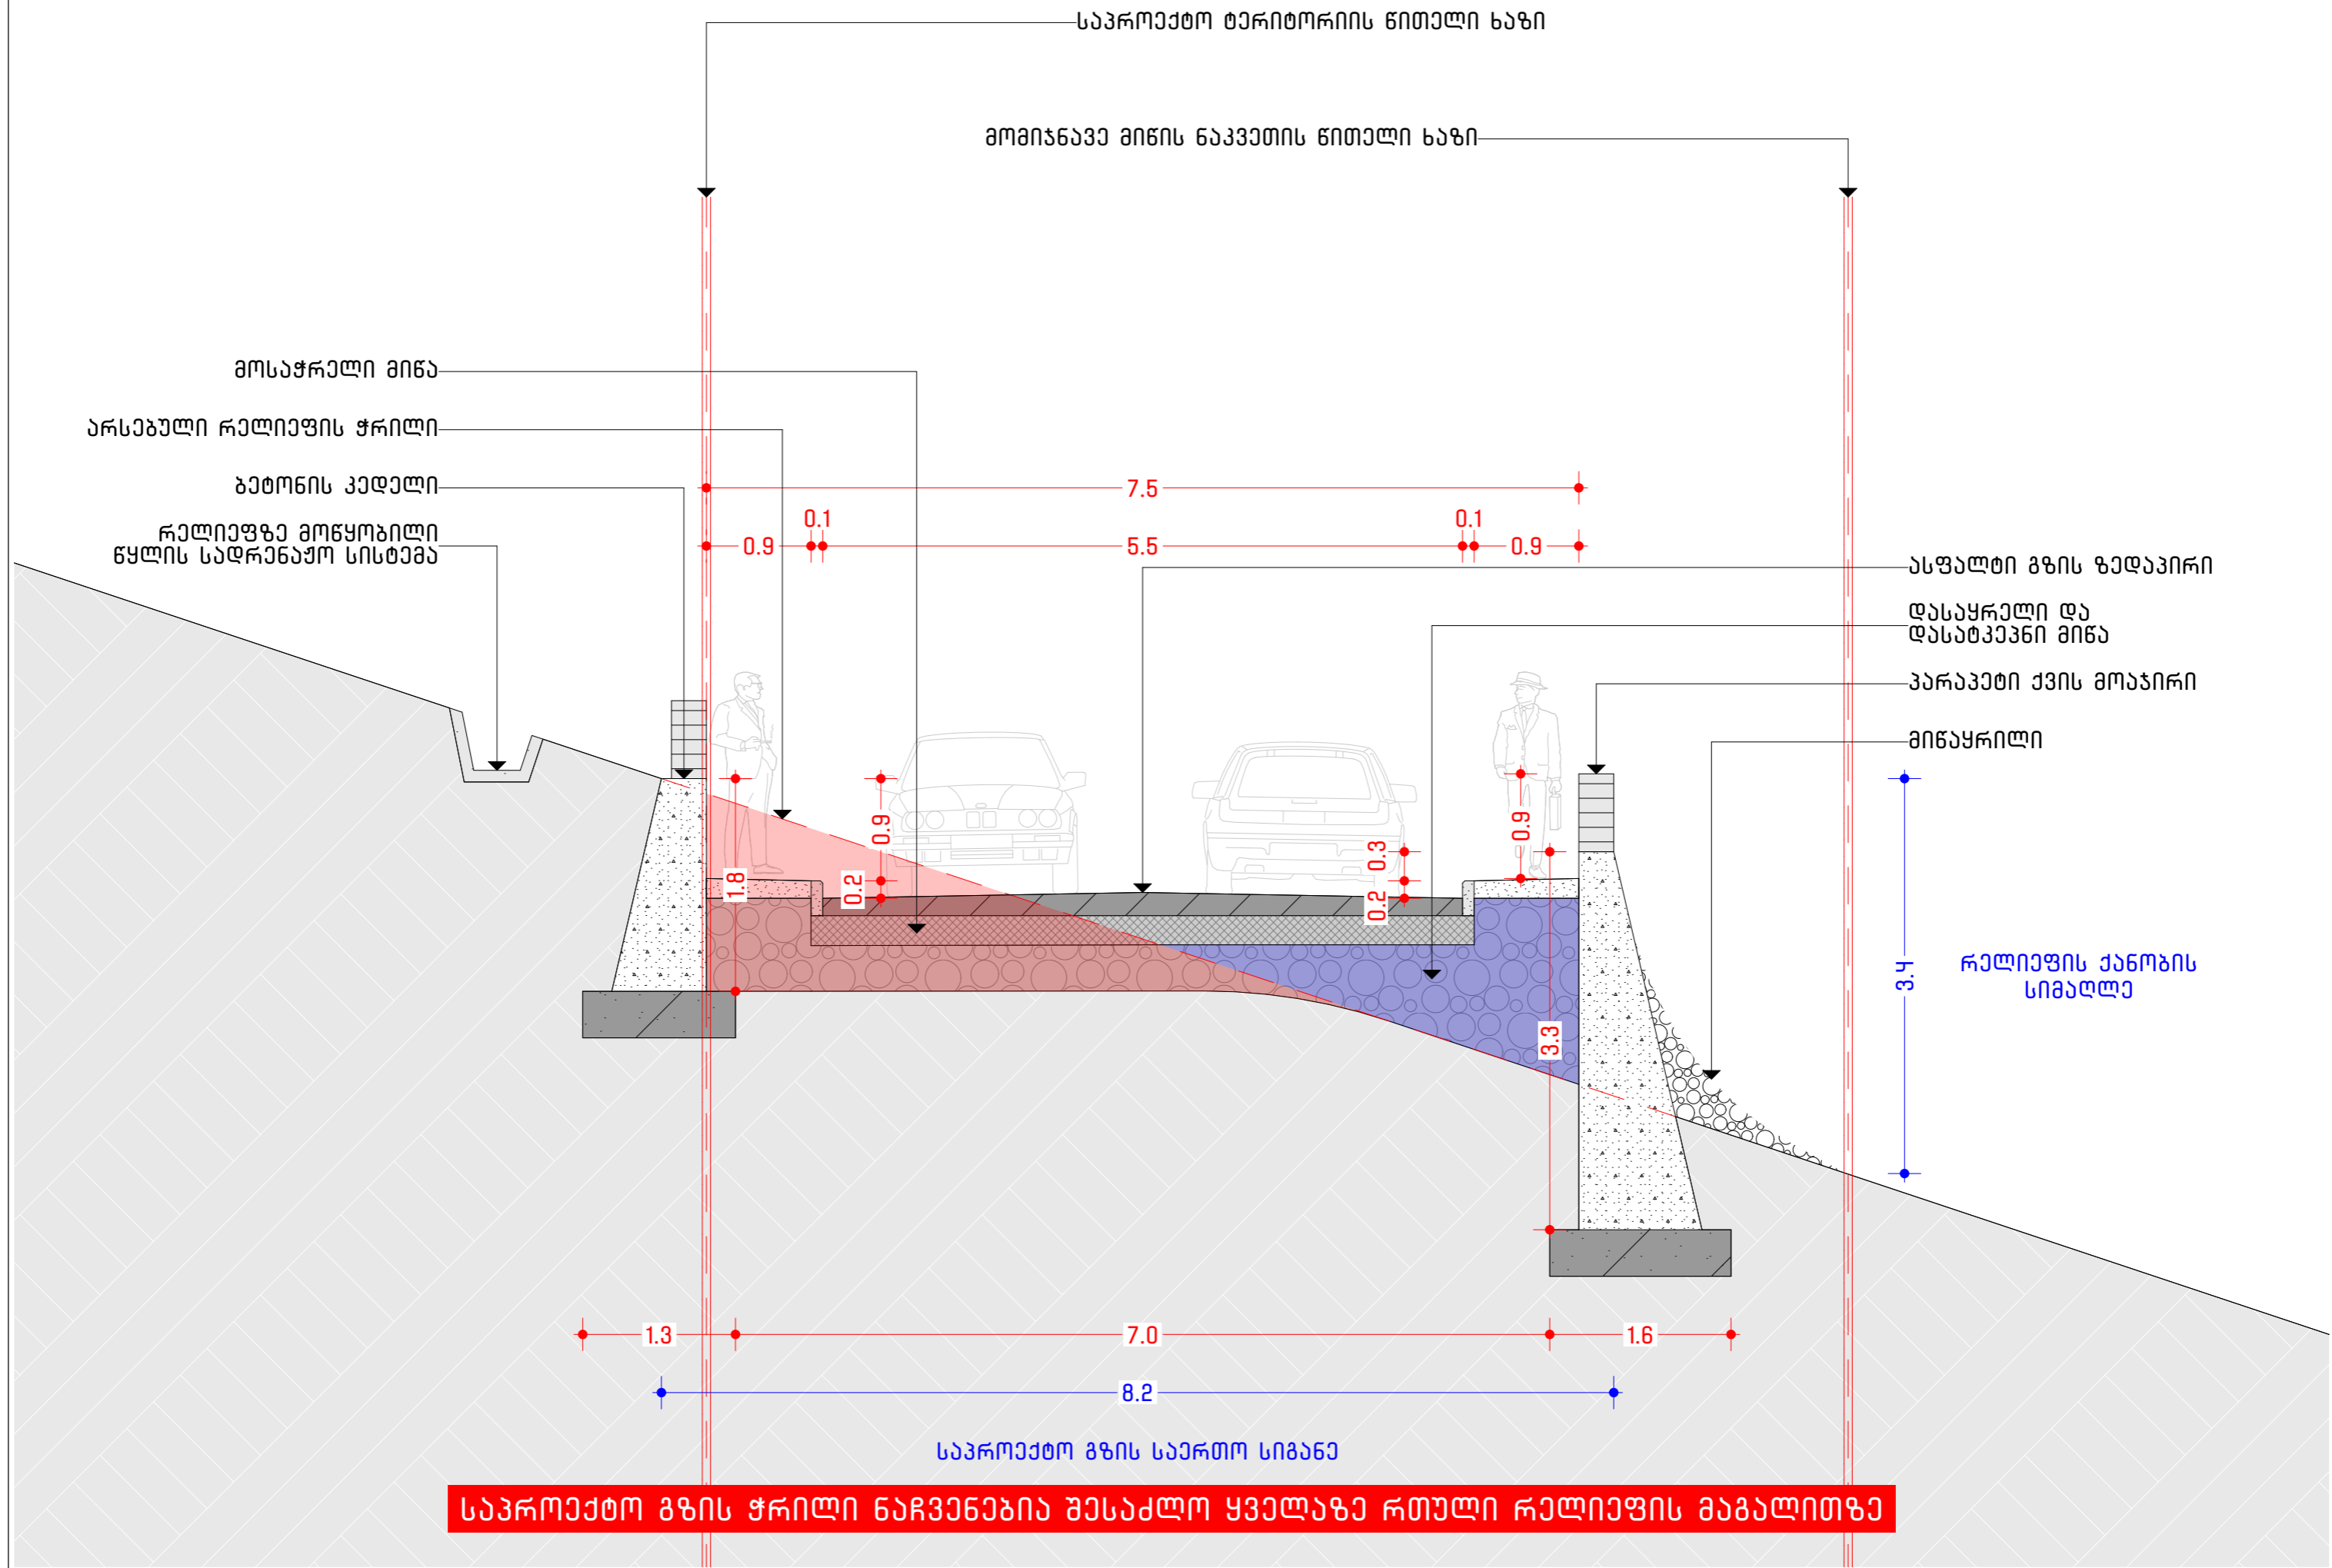 საპროექტო ტერიტორიის წითელი ხაზი
მომიჯნავე მიწის ნაკვეთის წითელი ხაზი
მოსაჭრელი მიწა
არსებული რელიეფის ჭრილი
ბეტონის კედელი
რელიეფზე მოწყობილი
წყლის სადრენაჟო სისტემა
7.5
0.9
0.1
5.5
0.1
0.9
ასფალტი გზის ზედაპირი
დასაყრელი და
დასატკეპნი მიწა
პარაპეტი ქვის მოაჯირი
მიწაყრილი
1.8
0.9
0.2
0.3
0.2
0.9
3.3
3.4
რელიეფის ქანობის
სიმაღლე
1.3
7.0
1.6
8.2
საპროექტო გზის საერთო სიგანე
საპროექტო გზის ჭრილი ნაჩვენებია შესაძლო ყველაზე რთული რელიეფის მაგალითზე